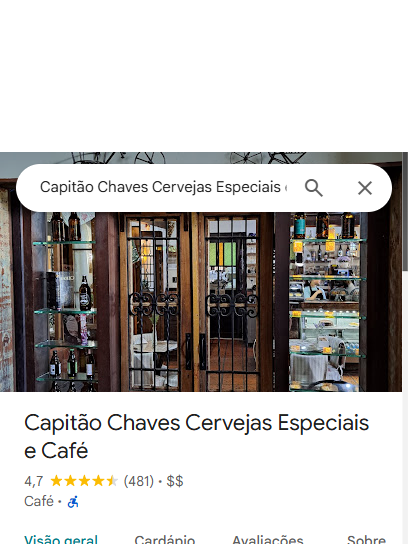 Capitão Chaves Cervejas Especiais
Capitão Chaves Cervejas Especiais
e Café
4,7 (481) • $$
Café •
Visão geral Cardápio Avaliações Sobre